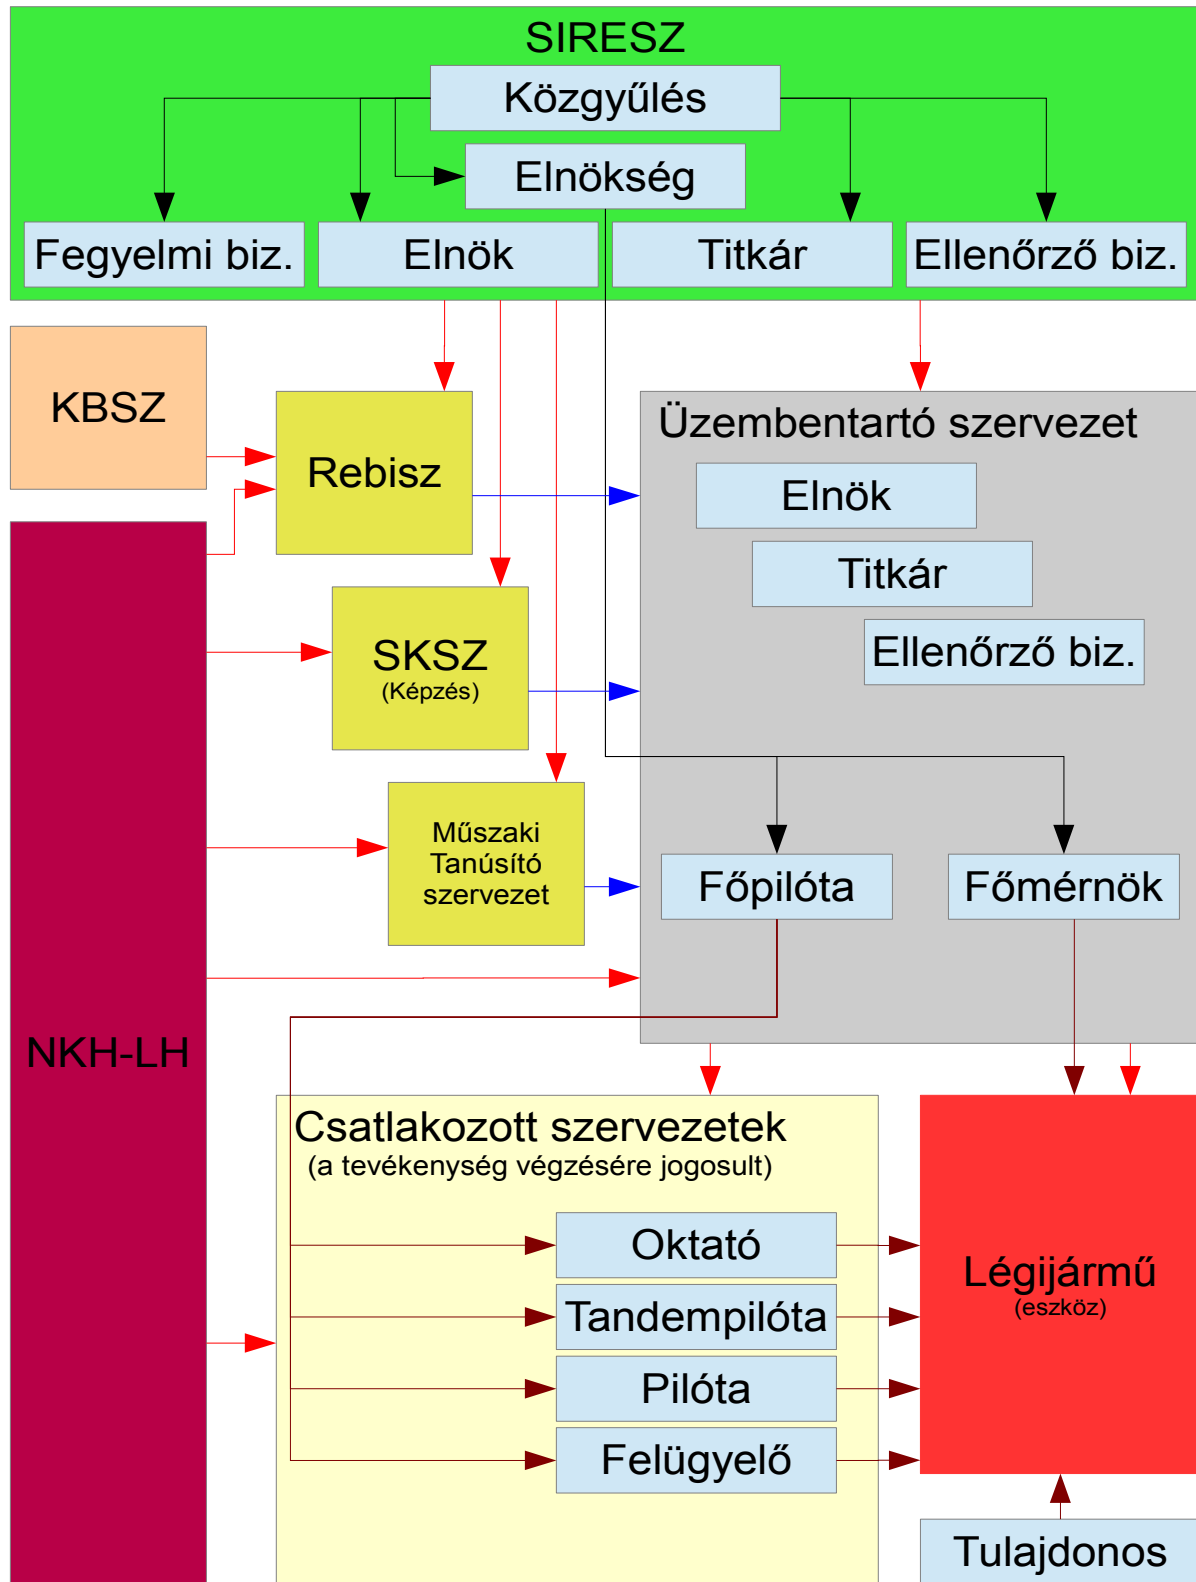 SIRESZ
Közgyűlés
Elnökség
Fegyelmi biz.
Elnök
Titkár
Ellenőrző biz.
KBSZ
Rebisz
Üzembentartó szervezet
Elnök
Titkár
Ellenőrző biz.
SKSZ
(Képzés)
Műszaki
Tanúsító
szervezet
Főpilóta
Főmérnök
NKH-LH
Csatlakozott szervezetek
(a tevékenység végzésére jogosult)
Oktató
Tandempilóta
Pilóta
Felügyelő
Légijármű
(eszköz)
Tulajdonos